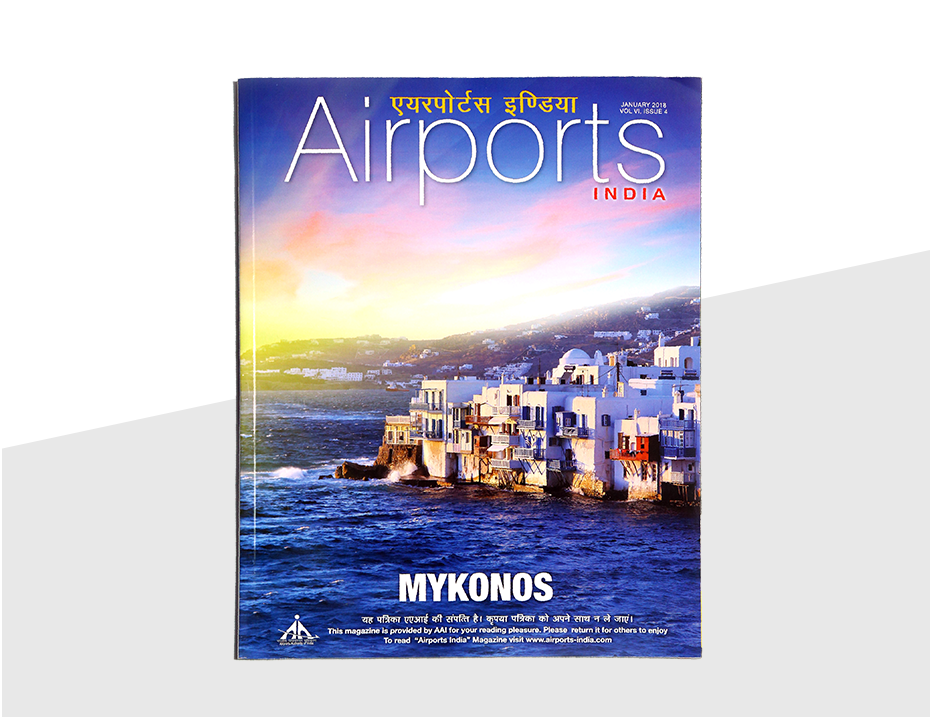 एयरपोर्टस इण्डिया
Airports
JANUARY 2018
VOL VI, ISSUE 4
INDIA
MYKONOS
यह पत्रिका एएआई की संपत्ति है। कृपया पत्रिका को अपने साथ न ले जाएं।
This magazine is provided by AAI for your reading pleasure. Please return it for others to enjoy
To read "Airports India" Magazine visit www.airports-india.com